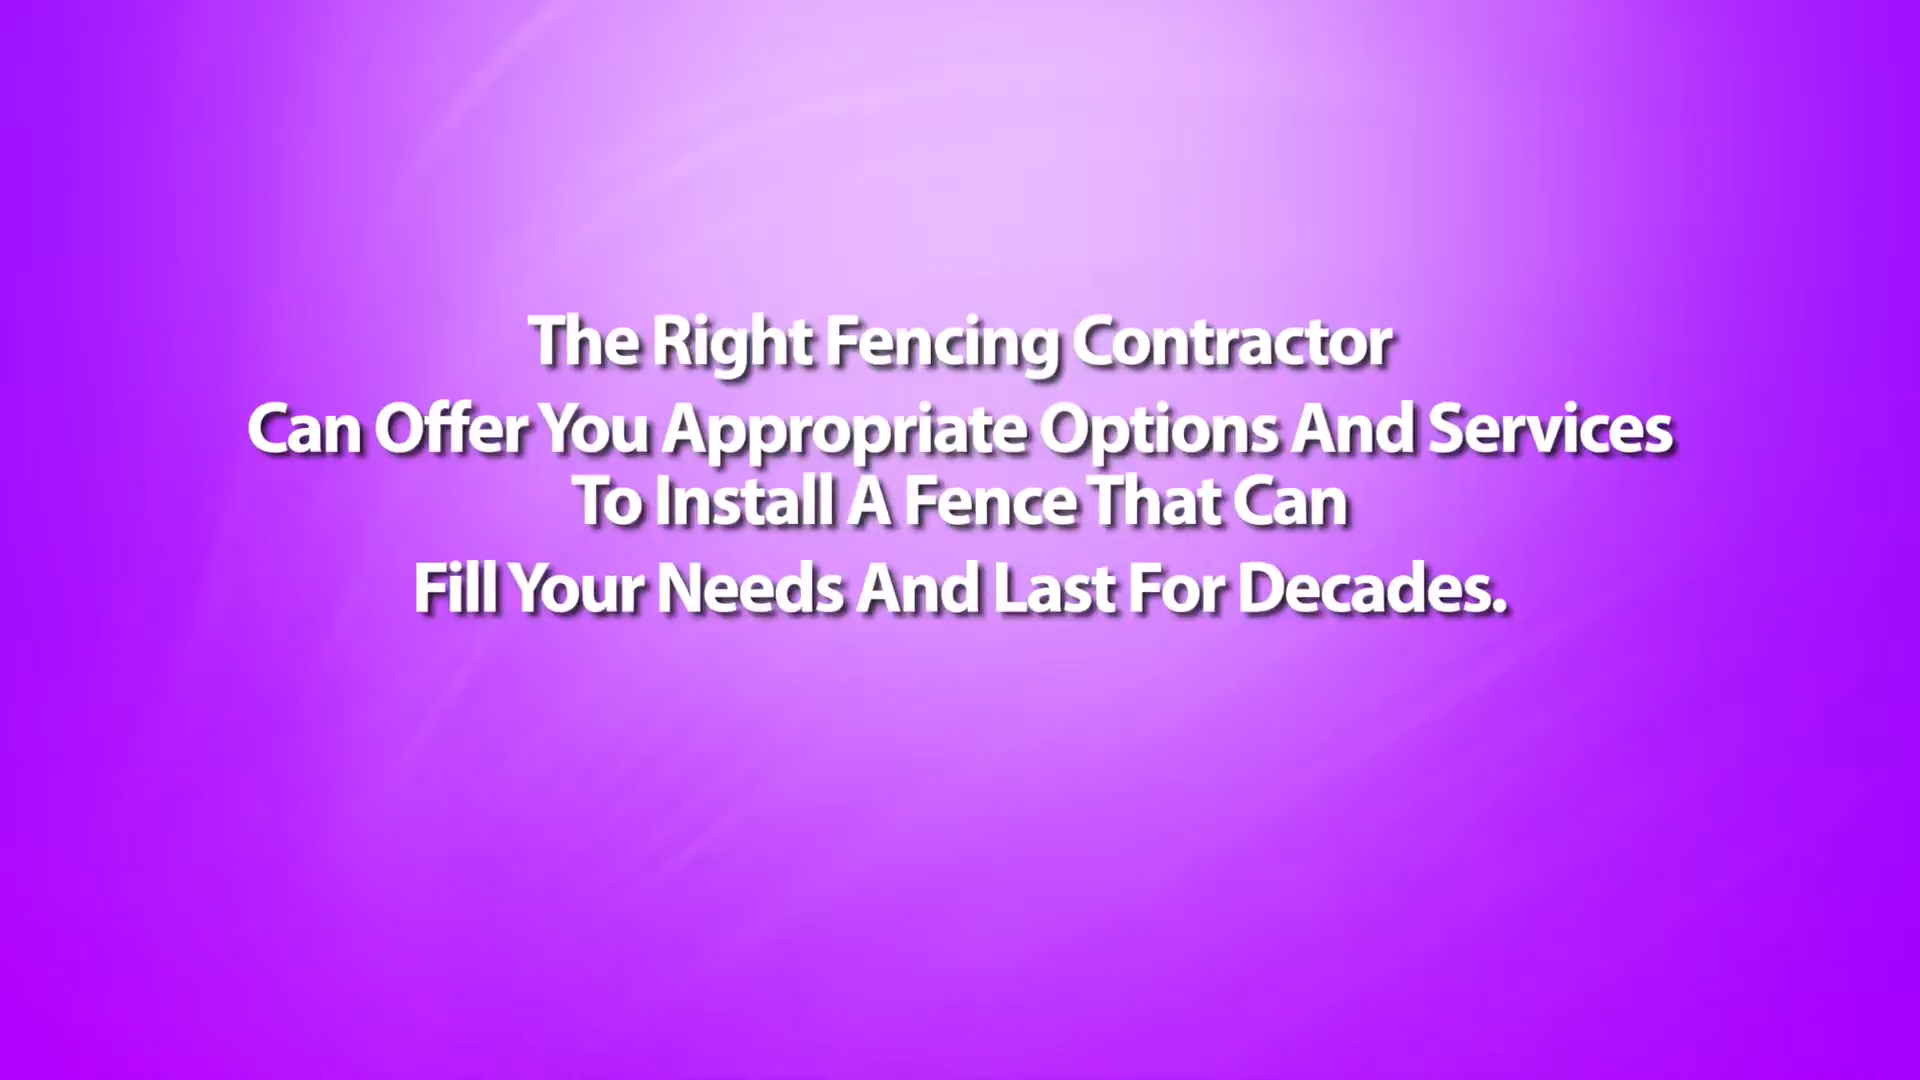 The Right Fencing Contractor
Can Offer You Appropriate Options And Services
To Install A Fence That Can
Fill Your Needs And Last For Decades.